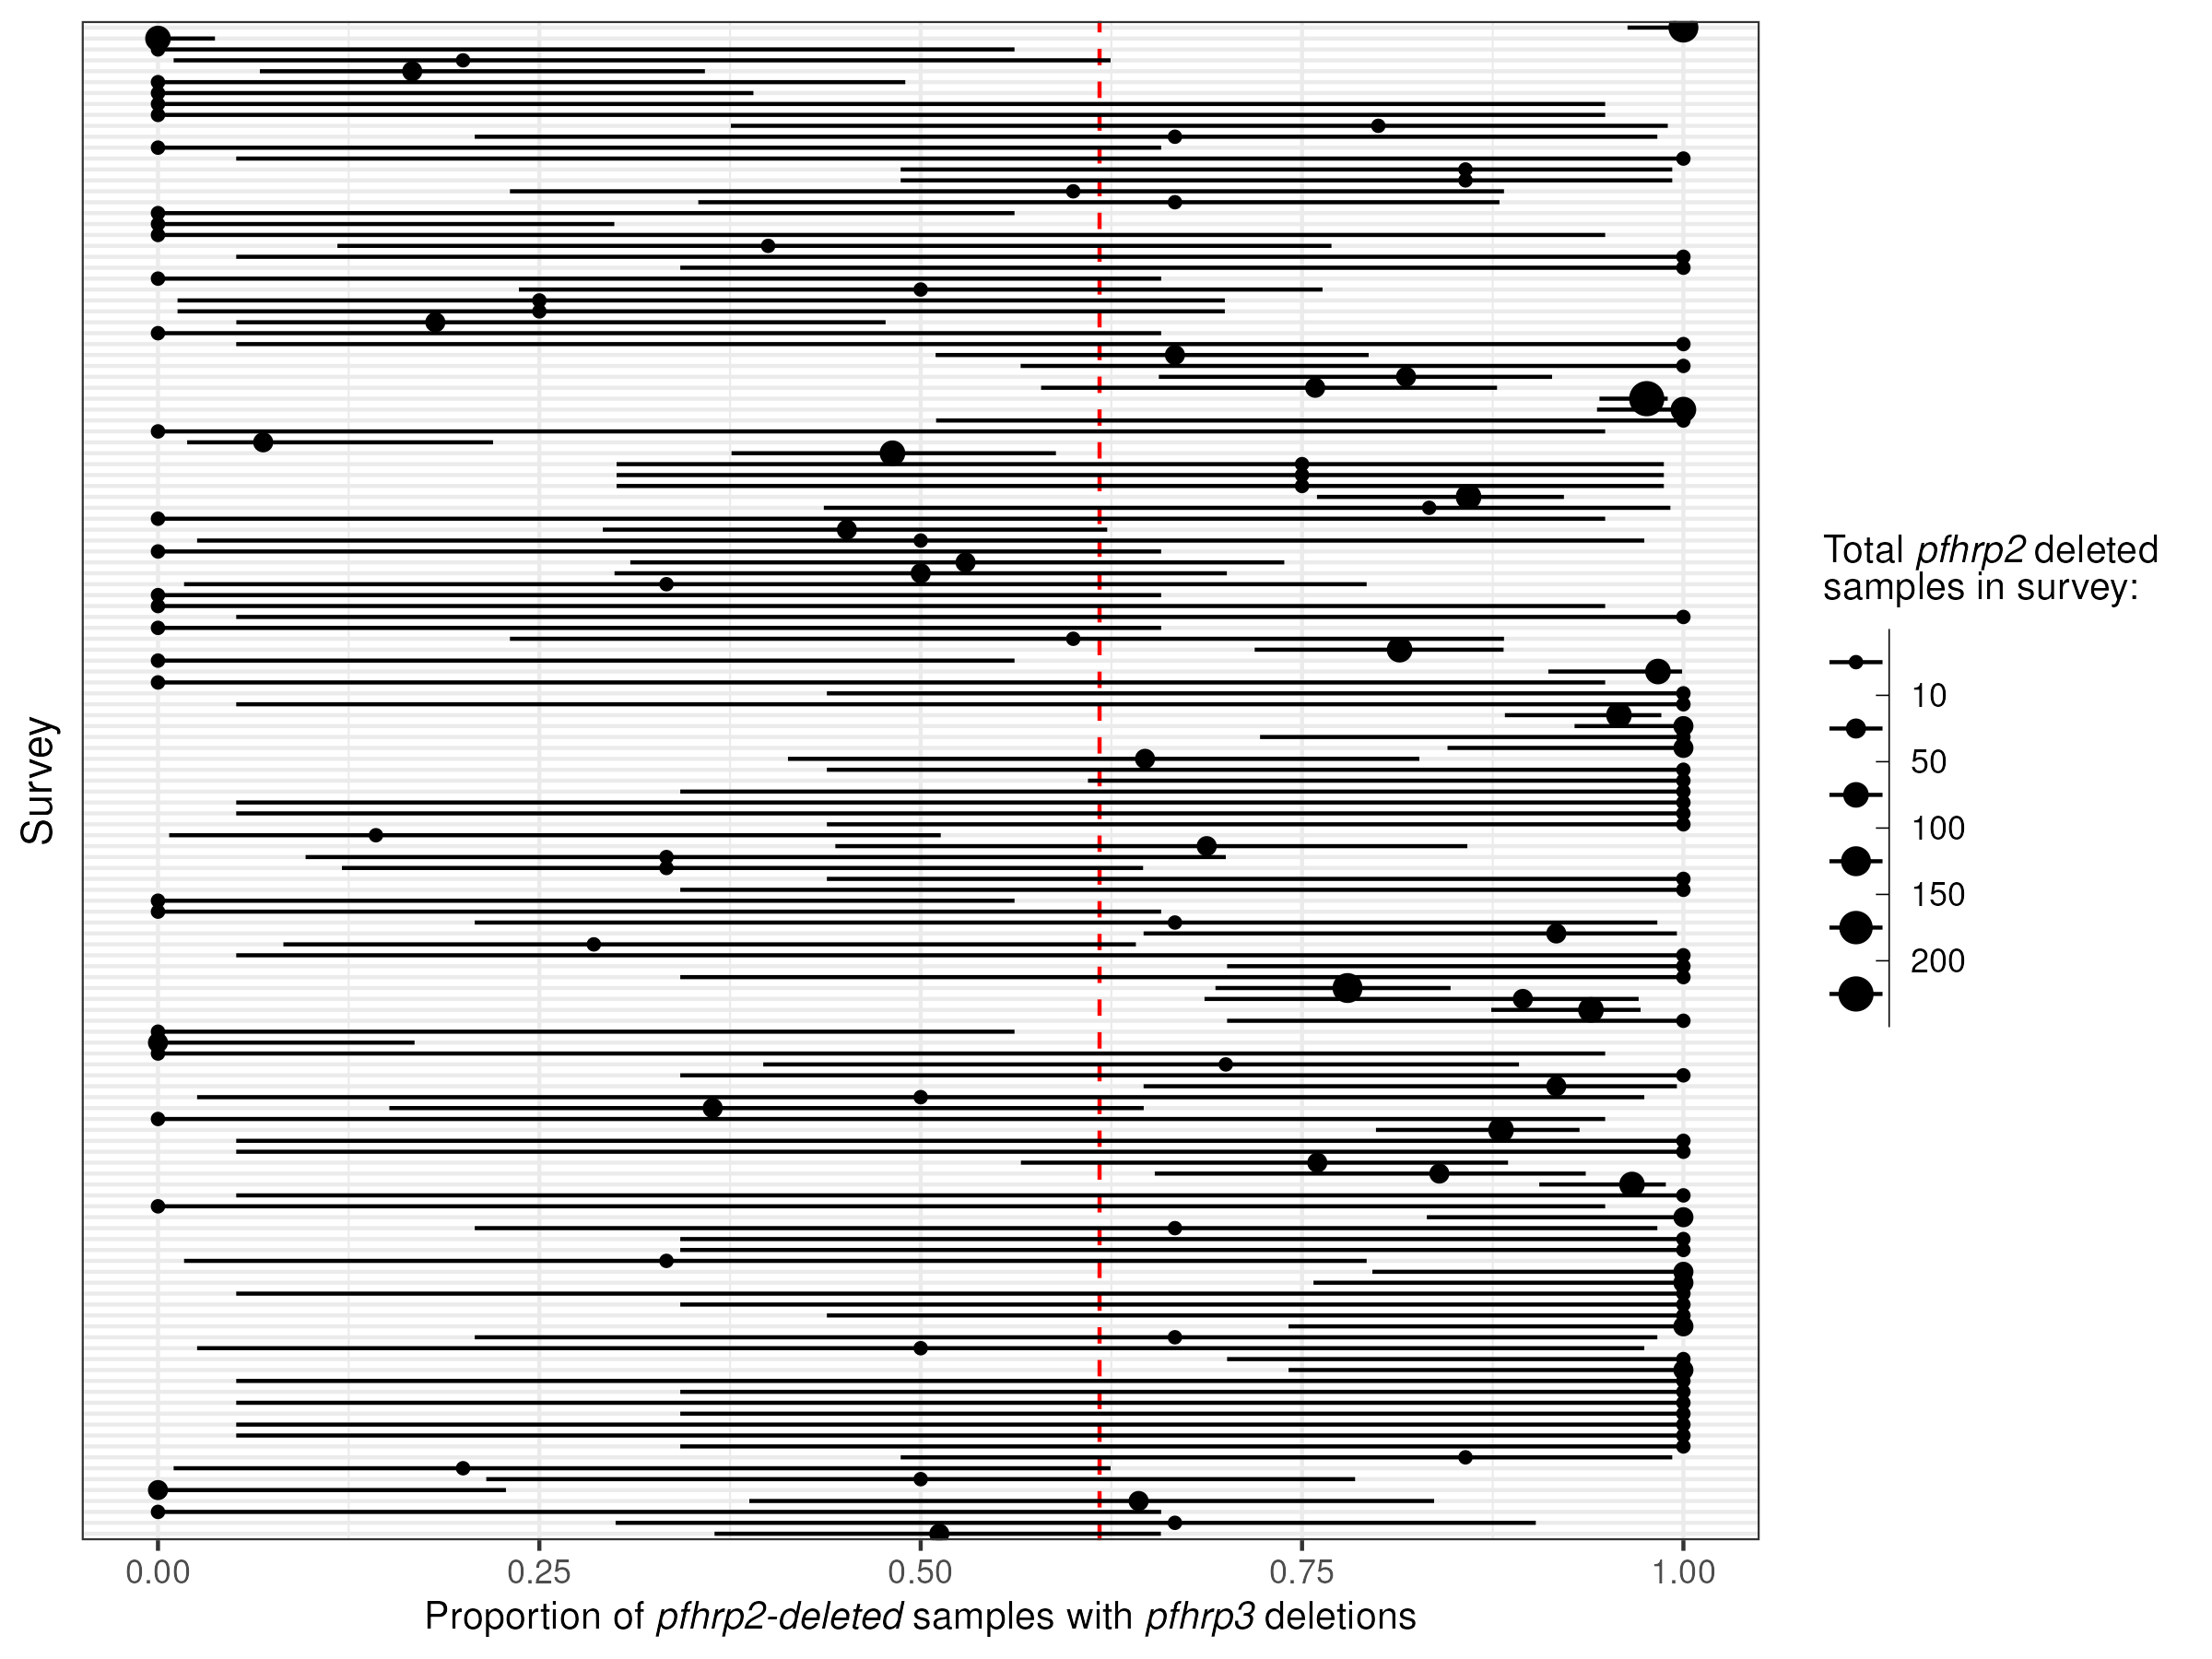 Survey
0.00
0.25
0.50
0.75
1.00
Proportion of pfhrp2-deleted samples with pfhrp3 deletions
Total pfhrp2 deleted
samples in survey:
10
50
100
150
200